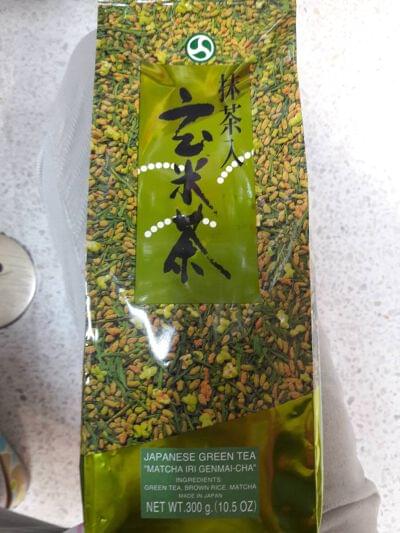 抹茶入
玄米茶
JAPANESE GREEN TEA
"MATCHA IRI GENMAI-CHA"
INGREDIENTS:
GREEN TEA, BROWN RICE, MATCHA
MADE IN JAPAN
NET WT.300 g.(10.5 OZ)